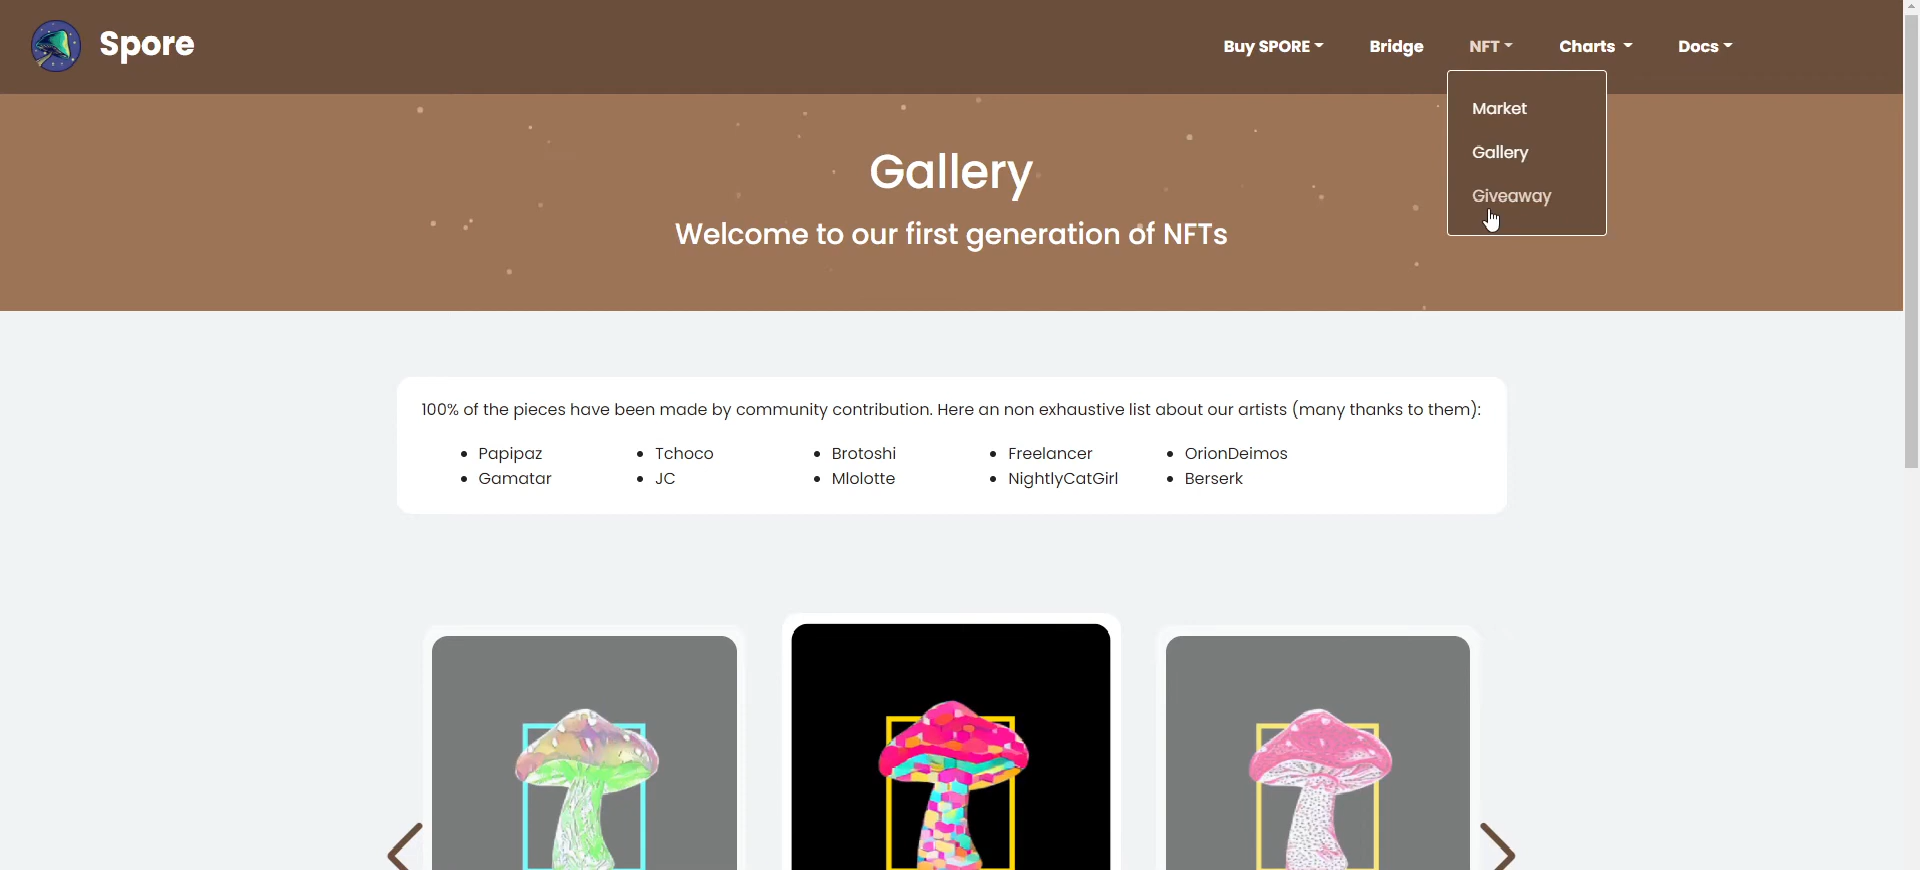 Spore
Buy SPORE
Bridge
NFT
Charts
Docs
Market
Gallery
Giveaway
Gallery
Welcome to our first generation of NFTs
100% of the pieces have been made by community contribution. Here an non exhaustive list about our artists (many thanks to them):
Papipaz
Tchoco
Brotoshi
Freelancer
OrionDeimos
Gamatar
JC
Mlolotte
NightlyCatGirl
Berserk